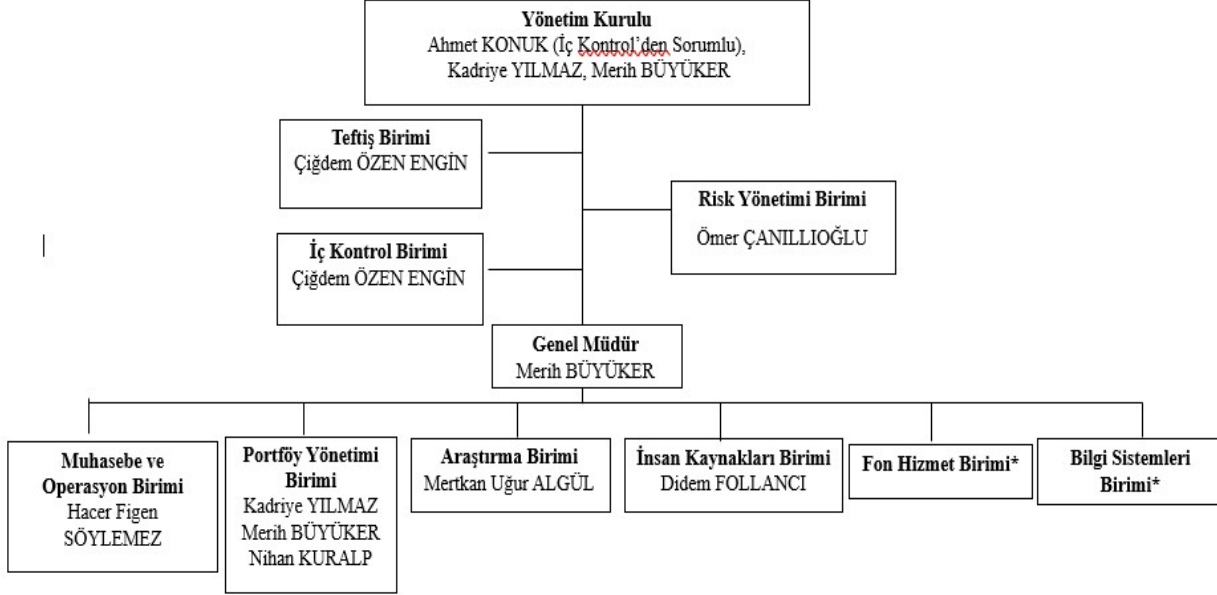 Yönetim Kurulu
Ahmet KONUK (İç Kontrol’den Sorumlu),
Kadriye YILMAZ, Merih BÜYÜKER
Teftiş Birimi
Çiğdem ÖZEN ENGİN
Risk Yönetimi Birimi
Ömer ÇANILLIOĞLU
İç Kontrol Birimi
Çiğdem ÖZEN ENGİN
Genel Müdür
Merih BÜYÜKER
Muhasebe ve
Operasyon Birimi
Hacer Figen
SÖYLEMEZ
Portföy Yönetimi
Birimi
Kadriye YILMAZ
Merih BÜYÜKER
Nihan KURALP
Araştırma Birimi
Mertkan Uğur ALGÜL
İnsan Kaynakları Birimi
Didem FOLLANCI
Fon Hizmet Birimi*
Bilgi Sistemleri
Birimi*